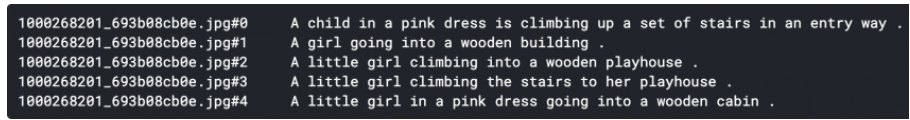 1000268201_693b08cb0e.jpg#0 A child in a pink dress is climbing up a set of stairs in an entry way .
1000268201_693b08cb0e.jpg#1 A girl going into a wooden building .
1000268201_693b08cb0e.jpg#2 A little girl climbing into a wooden playhouse .
1000268201_693b08cb0e.jpg#3 A little girl climbing the stairs to her playhouse .
1000268201_693b08cb0e.jpg#4 A little girl in a pink dress going into a wooden cabin .